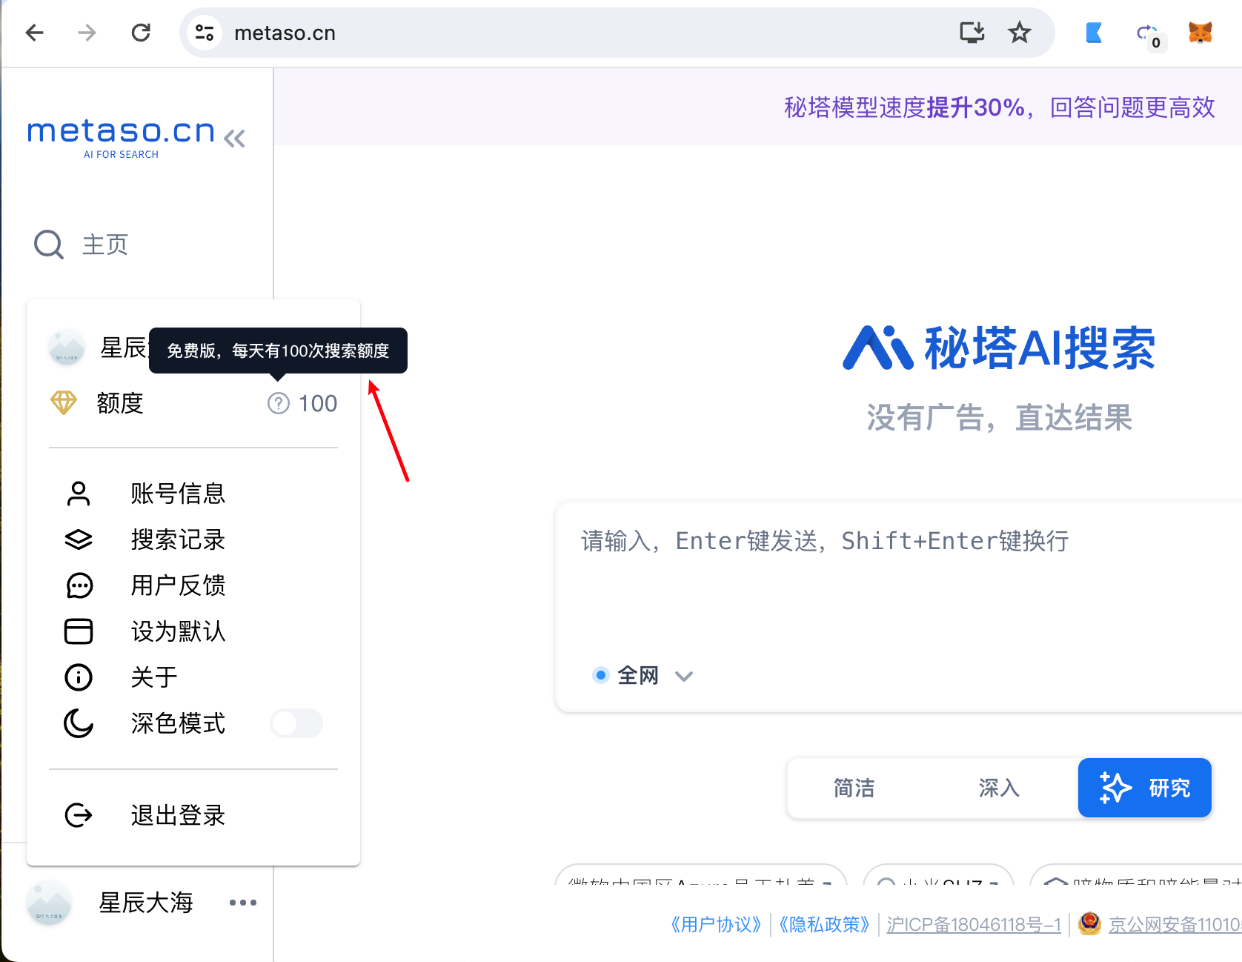 metaso.cn
秘塔模型速度提升30%，回答问题更高效
metaso.cn
AI FOR SEARCH
主页
星辰
免费版，每天有100次搜索额度
额度
100
账号信息
搜索记录
用户反馈
设为默认
关于
深色模式
退出登录
星辰大海
秘塔AI搜索
没有广告，直达结果
请输入，Enter键发送，Shift+Enter键换行
全网
简洁
深入
研究
《用户协议》
《隐私政策》
沪ICP备18046118号-1
京公网安备11010
0